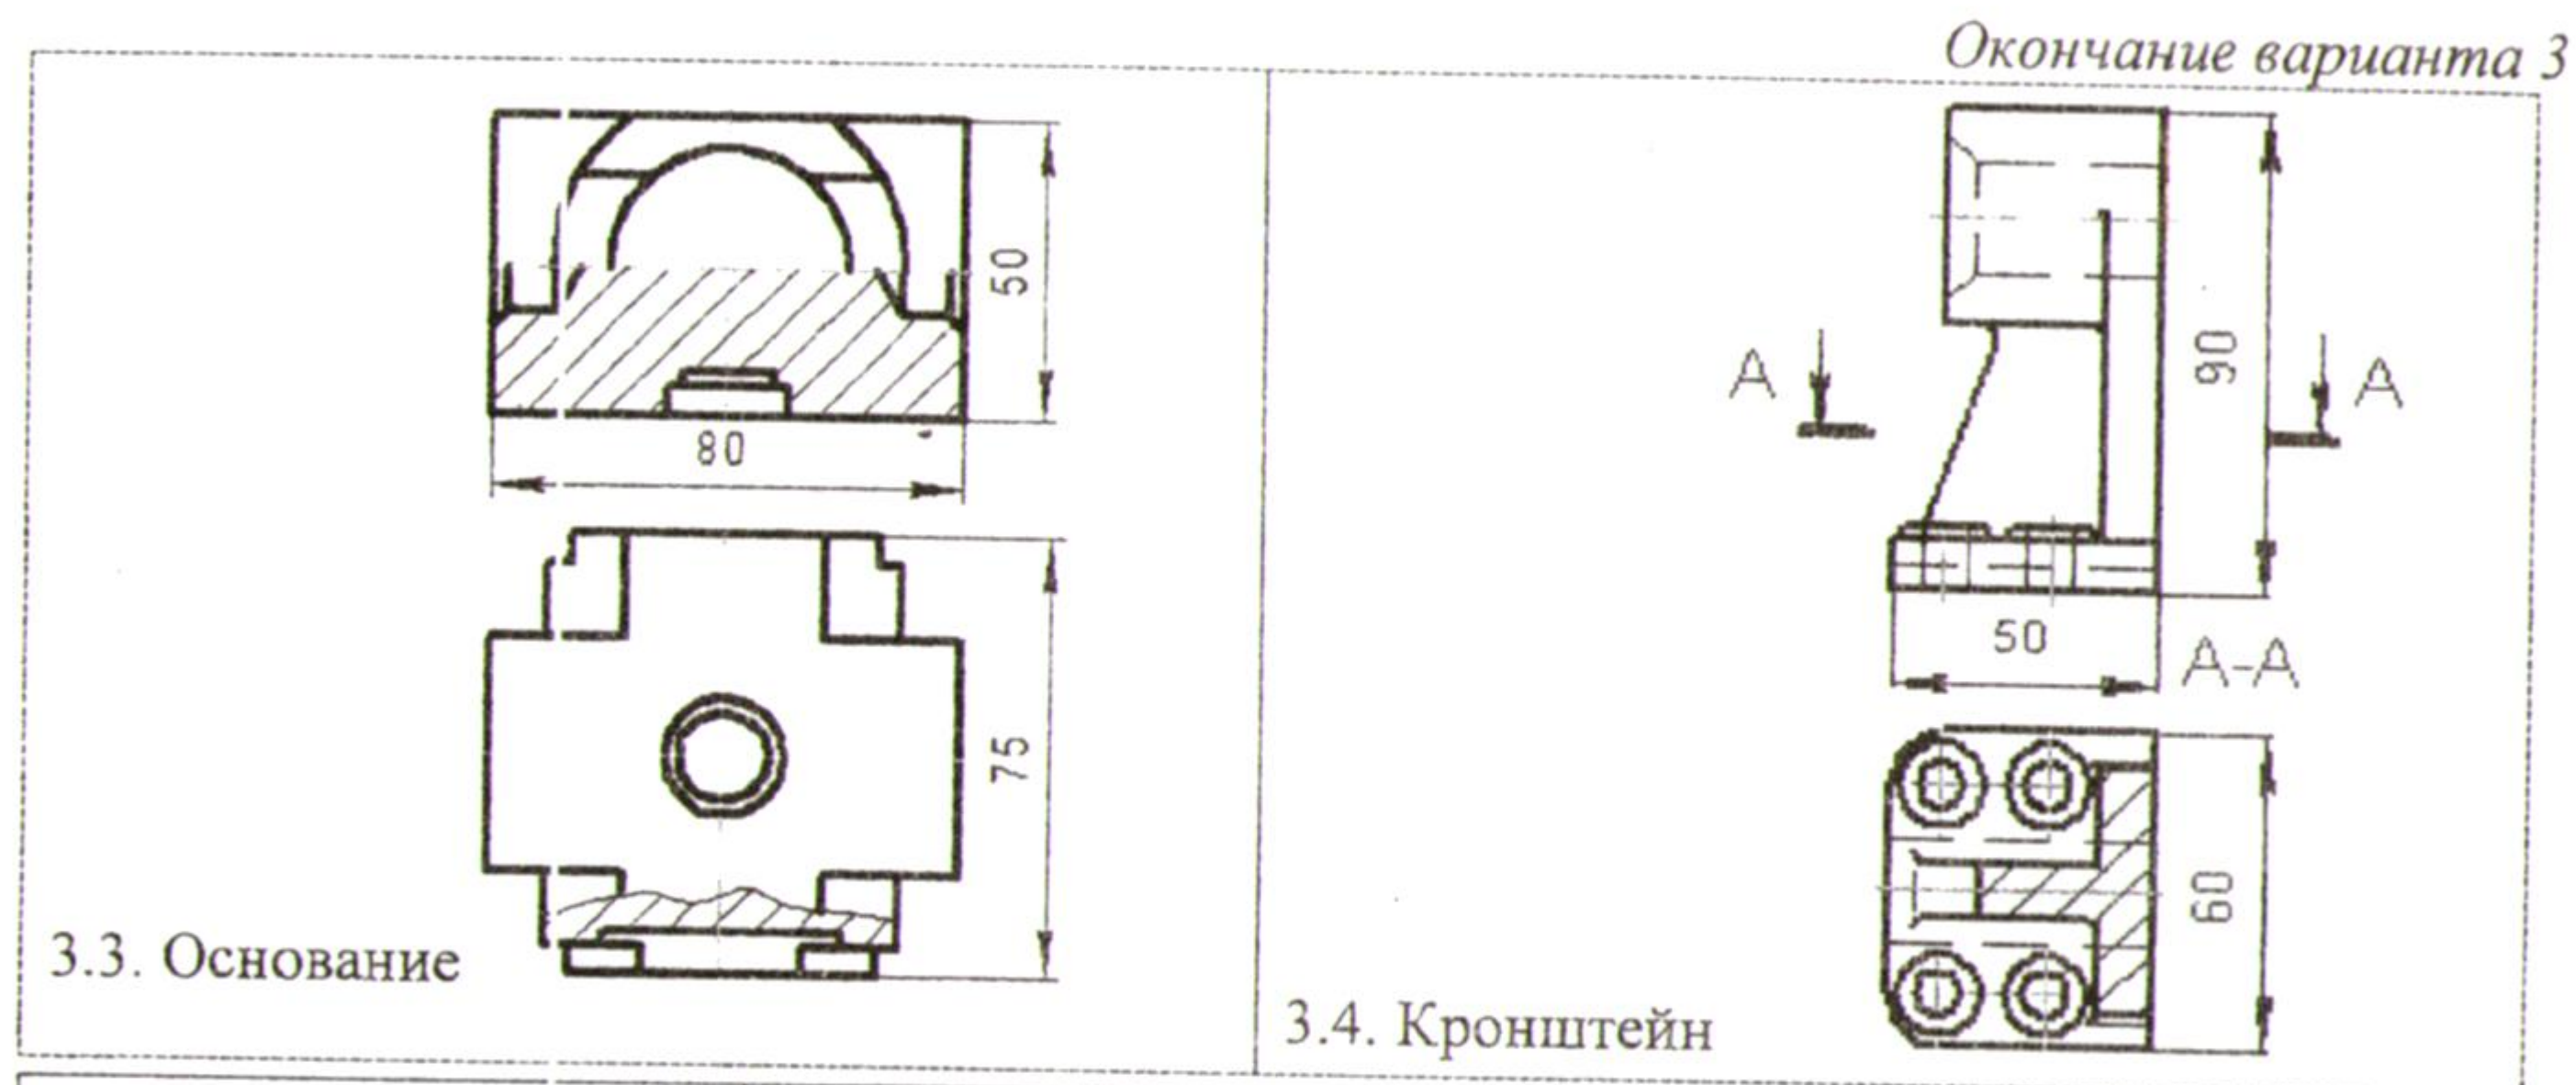 Окончание варианта 3
50
80
75
3.3. Основание
90
А А
50
А-А
60
3.4. Кронштейн